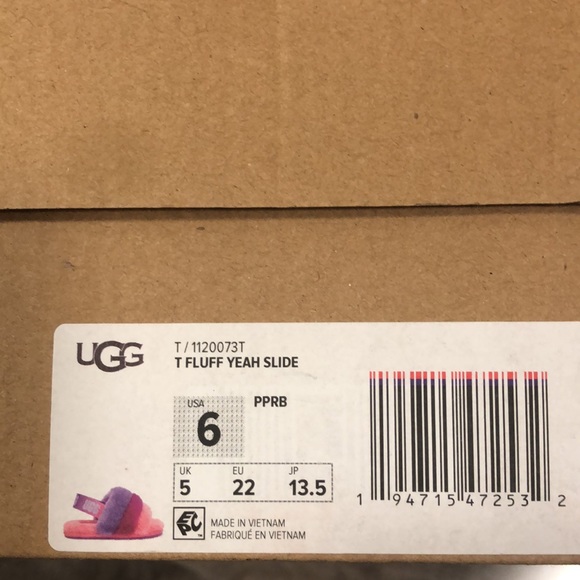 UGG
T / 1120073T
T FLUFF YEAH SLIDE
USA
6
PPRB
UK EU JP
5 22 13.5
1 94715 47253 2
EPC
MADE IN VIETNAM
FABRIQUÉ EN VIETNAM